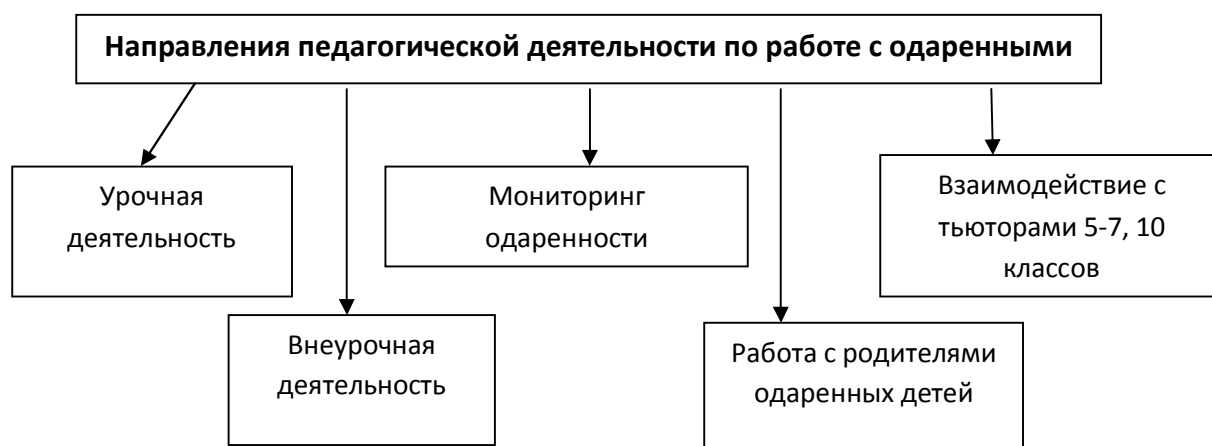 Направления педагогической деятельности по работе с одаренными
Урочная
деятельность
Внеурочная
деятельность
Мониторинг
одаренности
Работа с родителями
одаренных детей
Взаимодействие с
тьюторами 5-7, 10
классов